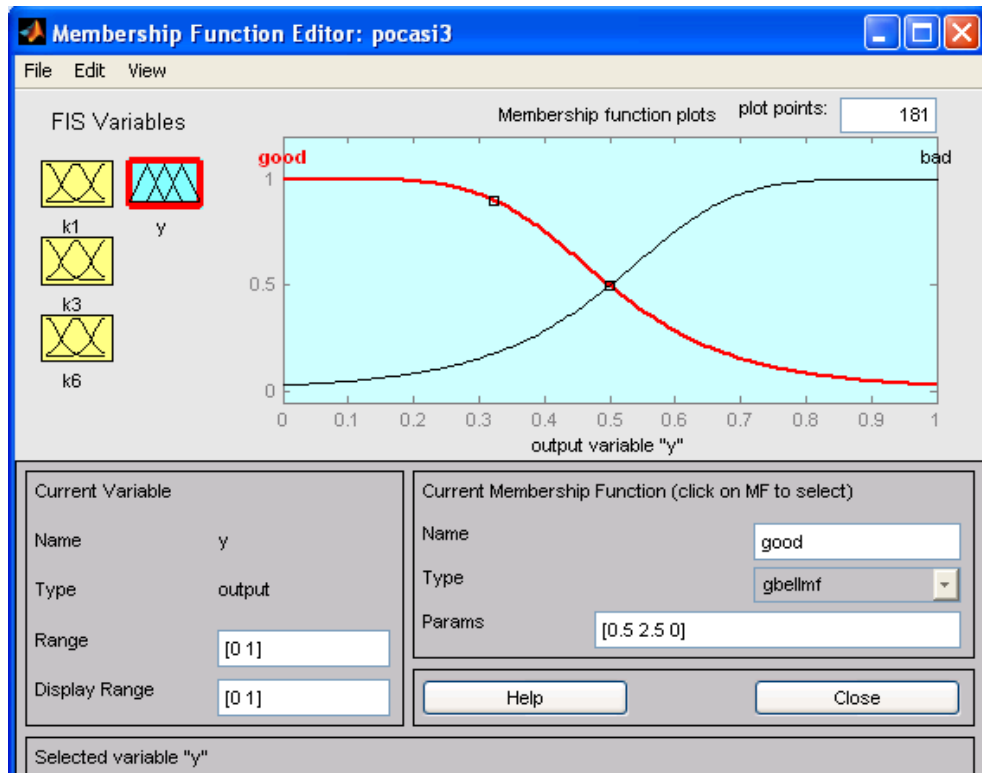 Membership Function Editor: pocasi3
File Edit View
FIS Variables
Membership function plots plot points: 181
good bad
k1 y
k3
k6
1
0.5
0
0 0.1 0.2 0.3 0.4 0.5 0.6 0.7 0.8 0.9 1
output variable "y"
Current Variable
Name y
Type output
Range [0 1]
Display Range [0 1]
Current Membership Function (click on MF to select)
Name good
Type gbellmf
Params [0.5 2.5 0]
Help Close
Selected variable "y"